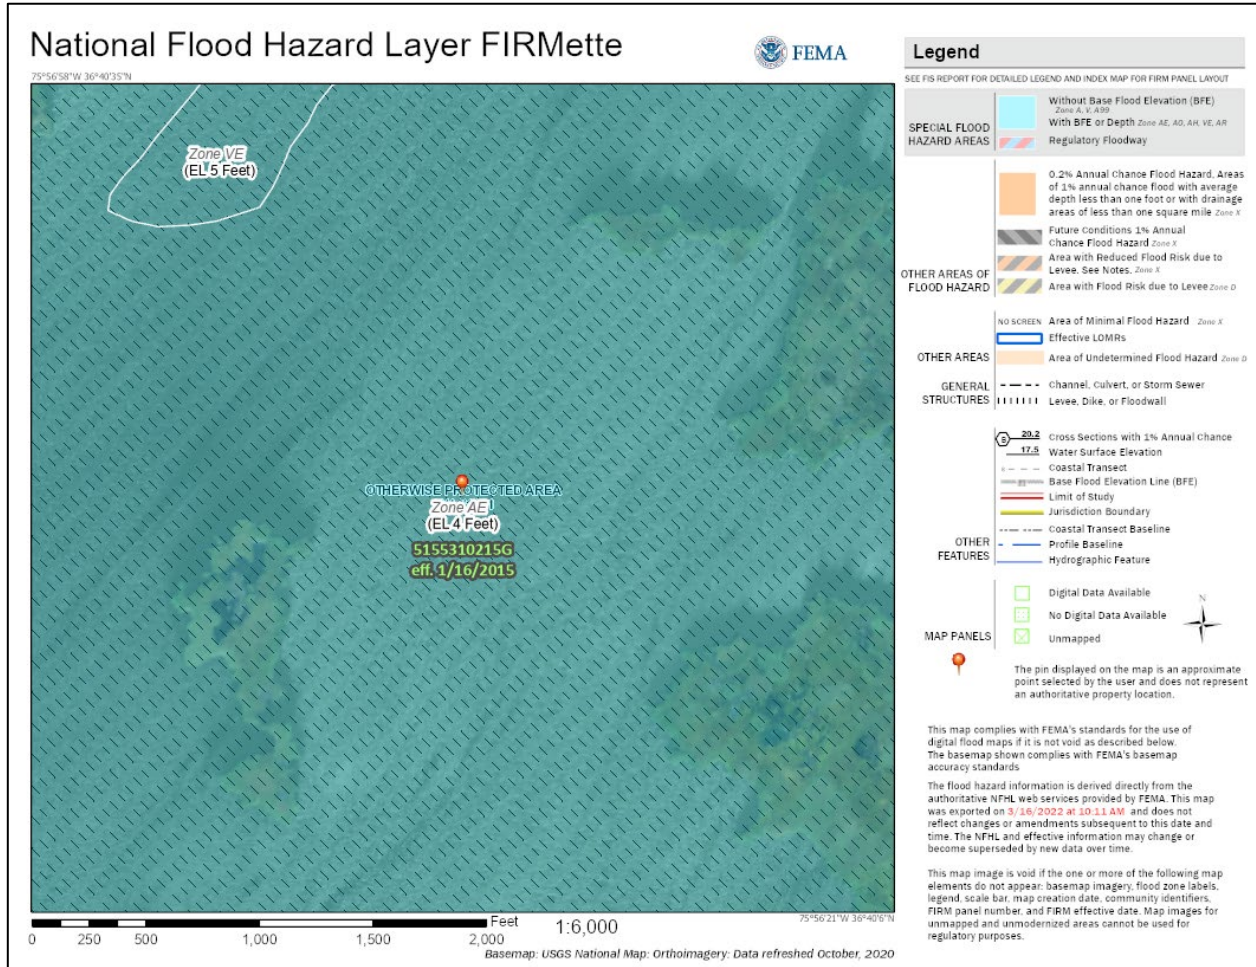 National Flood Hazard Layer FIRMette
FEMA
75°56'58"W 36°40'35"N
Zone VE
(EL 5 Feet)
OTHERWISE PROTECTED AREA
Zone AE
(EL 4 Feet)
5155310215G
eff. 1/16/2015
Feet
0 250 500 1,000 1,500 2,000
1:6,000
75°56'21"W 36°40'6"N
Basemap: USGS National Map: Orthoimagery: Data refreshed October, 2020
Legend
SEE FIS REPORT FOR DETAILED LEGEND AND INDEX MAP FOR FIRM PANEL LAYOUT
SPECIAL FLOOD
HAZARD AREAS
Without Base Flood Elevation (BFE)
Zone A, V, A99
With BFE or Depth Zone AE, AO, AH, VE, AR
Regulatory Floodway
OTHER AREAS OF
FLOOD HAZARD
0.2% Annual Chance Flood Hazard, Areas
of 1% annual chance flood with average
depth less than one foot or with drainage
areas of less than one square mile Zone X
Future Conditions 1% Annual
Chance Flood Hazard Zone X
Area with Reduced Flood Risk due to
Levee. See Notes. Zone X
Area with Flood Risk due to Levee Zone D
OTHER AREAS
NO SCREEN Area of Minimal Flood Hazard Zone X
Effective LOMRs
Area of Undetermined Flood Hazard Zone D
GENERAL
STRUCTURES
Channel, Culvert, or Storm Sewer
Levee, Dike, or Floodwall
OTHER
FEATURES
B 20.2 Cross Sections with 1% Annual Chance
17.5 Water Surface Elevation
Coastal Transect
Base Flood Elevation Line (BFE)
Limit of Study
Jurisdiction Boundary
Coastal Transect Baseline
Profile Baseline
Hydrographic Feature
MAP PANELS
Digital Data Available
No Digital Data Available
Unmapped
N
The pin displayed on the map is an approximate
point selected by the user and does not represent
an authoritative property location.
This map complies with FEMA's standards for the use of
digital flood maps if it is not void as described below.
The basemap shown complies with FEMA's basemap
accuracy standards
The flood hazard information is derived directly from the
authoritative NFHL web services provided by FEMA. This map
was exported on 3/16/2022 at 10:11 AM and does not
reflect changes or amendments subsequent to this date and
time. The NFHL and effective information may change or
become superseded by new data over time.
This map image is void if the one or more of the following map
elements do not appear: basemap imagery, flood zone labels,
legend, scale bar, map creation date, community identifiers,
FIRM panel number, and FIRM effective date. Map images for
unmapped and unmodernized areas cannot be used for
regulatory purposes.